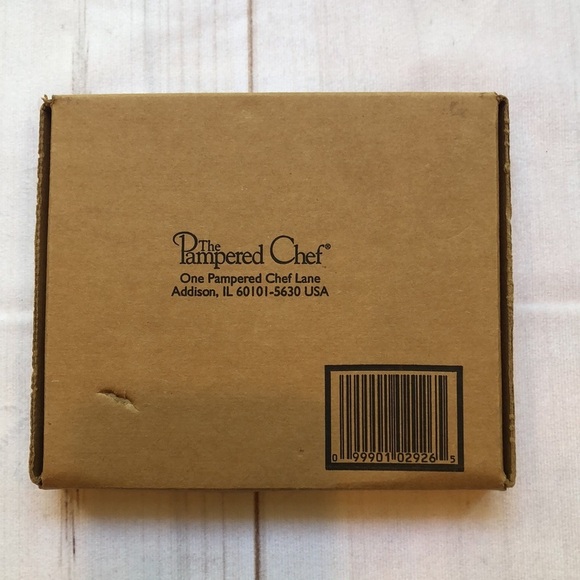 The
Pampered Chef®
One Pampered Chef Lane
Addison, IL 60101-5630 USA
0 99901 02926 5